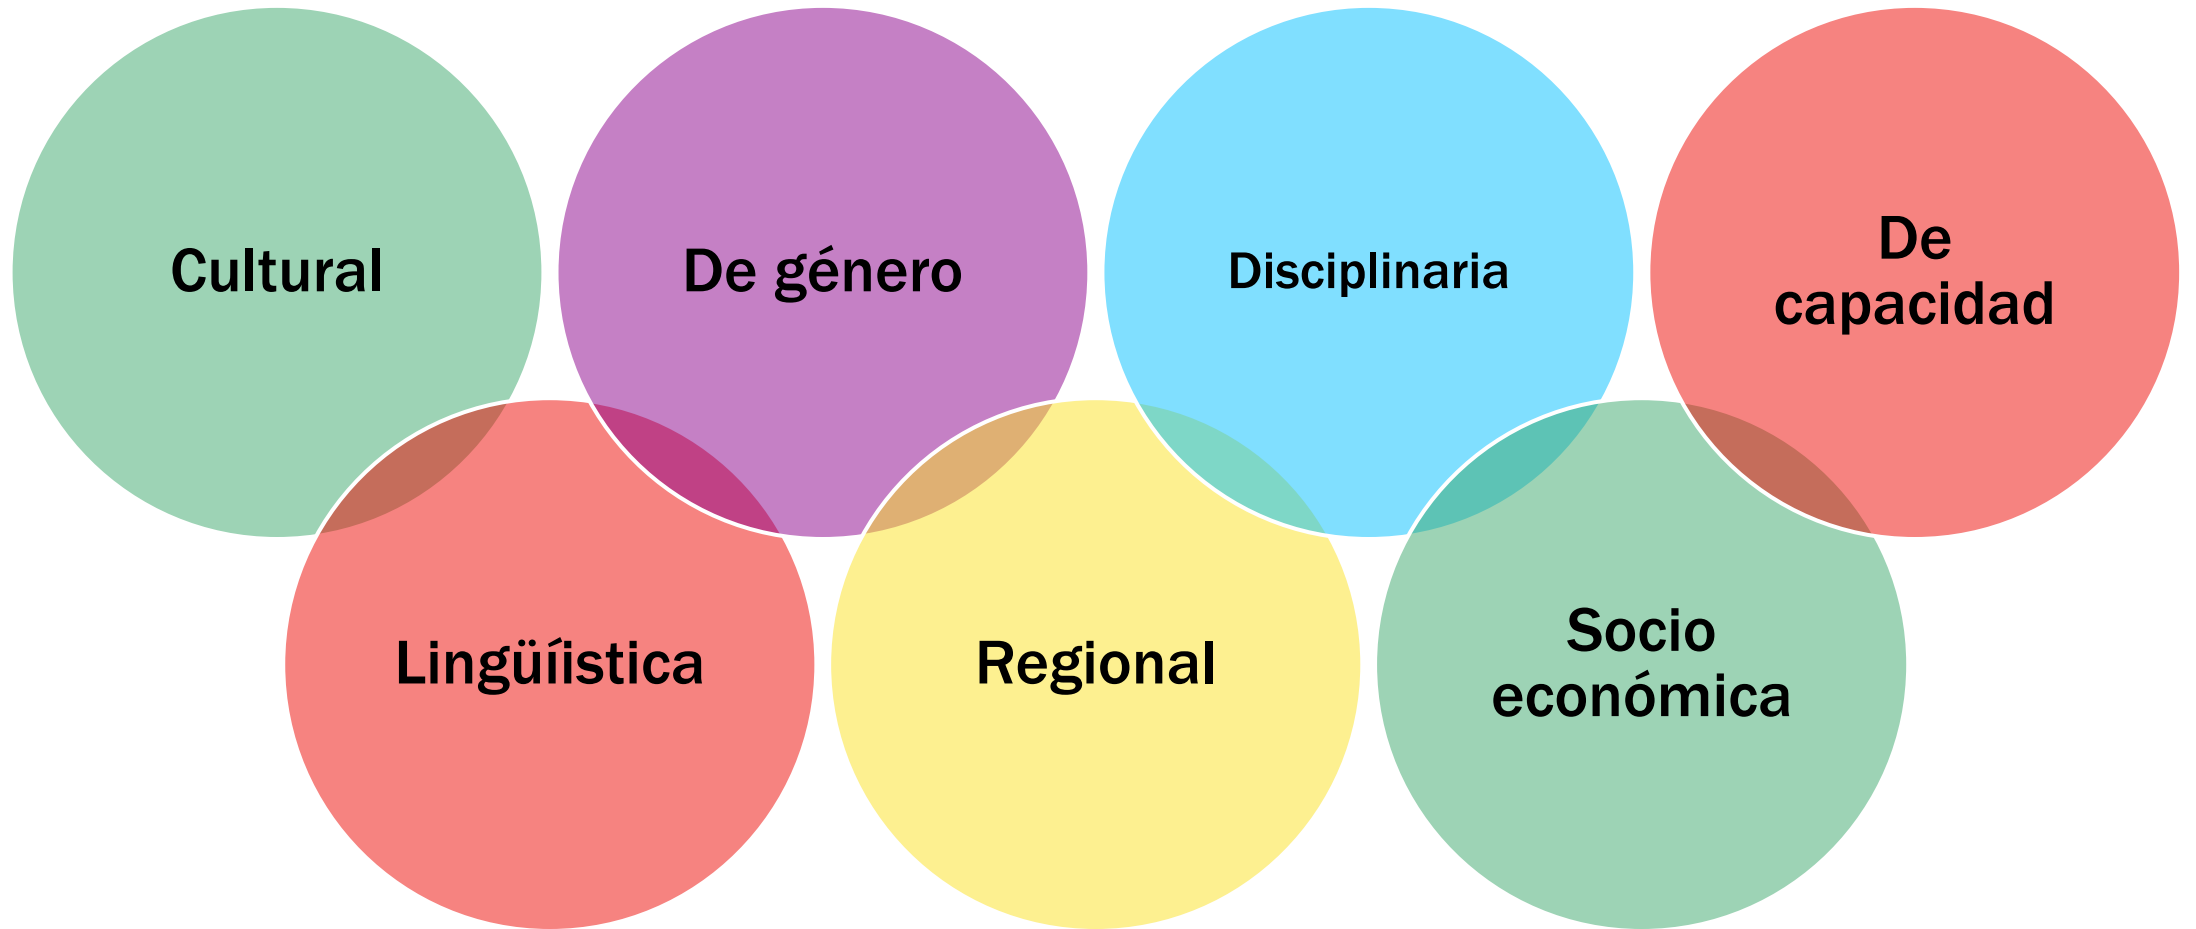 Cultural
De género
Disciplinaria
De
capacidad
Lingüíistica
Regional
Socio
económica